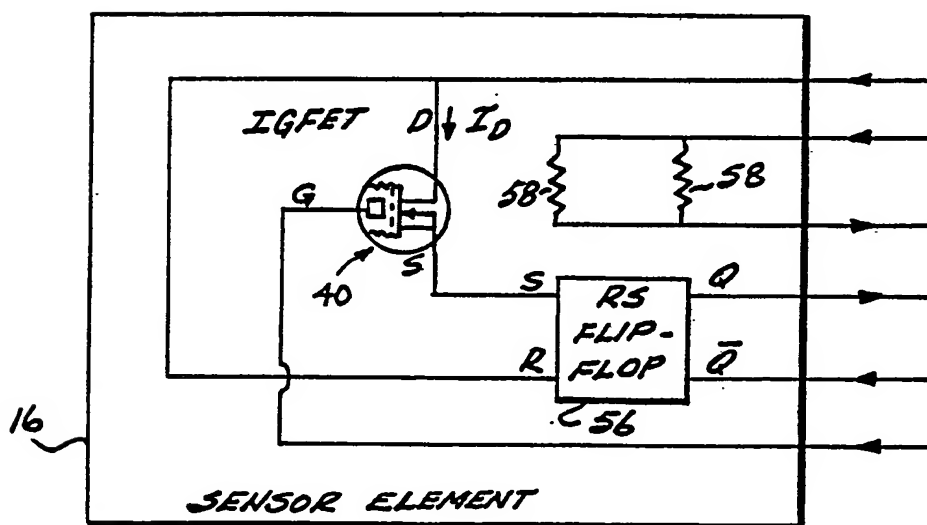 IGFET
D
I_D
G
58
58
S
40
S
RS
FLIP-
FLOP
Q
R
Q̅
56
16
SENSOR ELEMENT